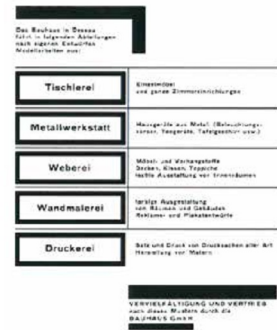 Das Bauhaus in Dessau
führt in folgenden Abteilungen
nach eigenen Entwürfen
Modellarbeiten aus:
Tischlerei
Einzelmöbel
und ganze Zimmereinrichtungen
Metallwerkstatt
Hausgeräte aus Metall (Beleuchtungs-
körper, Teegeräte, Tafelgeschirr usw.)
Weberei
Möbel- und Vorhangstoffe
Decken, Kissen, Teppiche
textile Ausstattung von Innenräumen
Wandmalerei
farbige Ausgestaltung
von Räumen und Gebäuden
Reklame- und Plakatentwürfe
Druckerei
Satz und Druck von Drucksachen aller Art
Herstellung von Matern
VERVIELFÄLTIGUNG UND VERTRIEB
nach diesen Mustern durch die
BAUHAUS GMBH